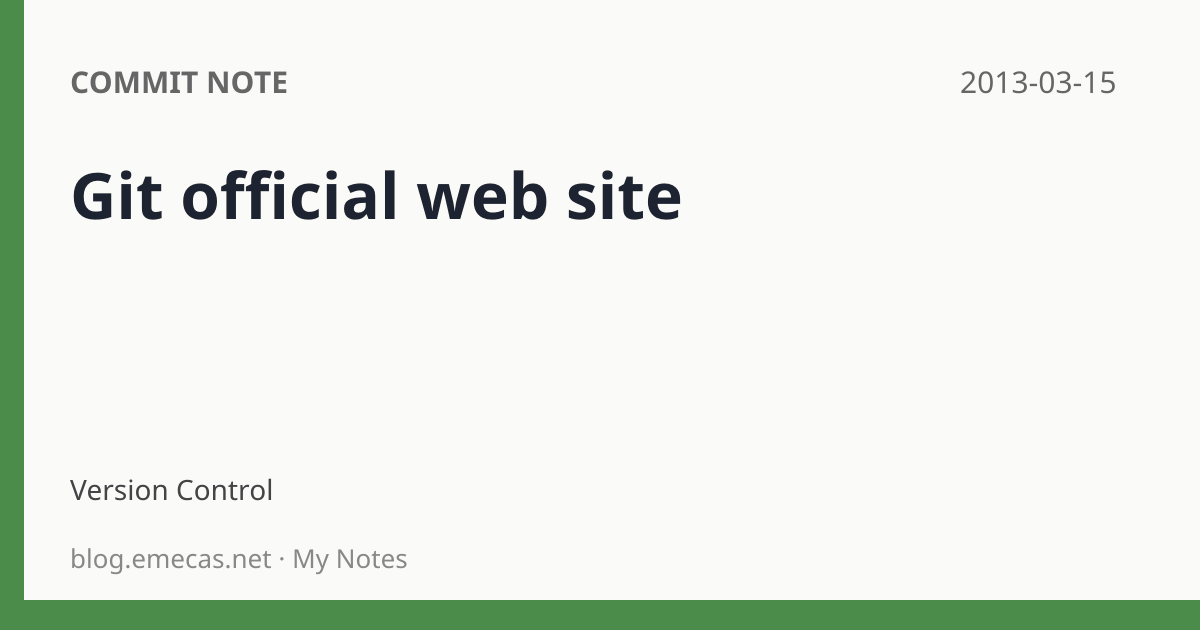 COMMIT NOTE
2013-03-15
Git official web site
Version Control
blog.emecas.net · My Notes